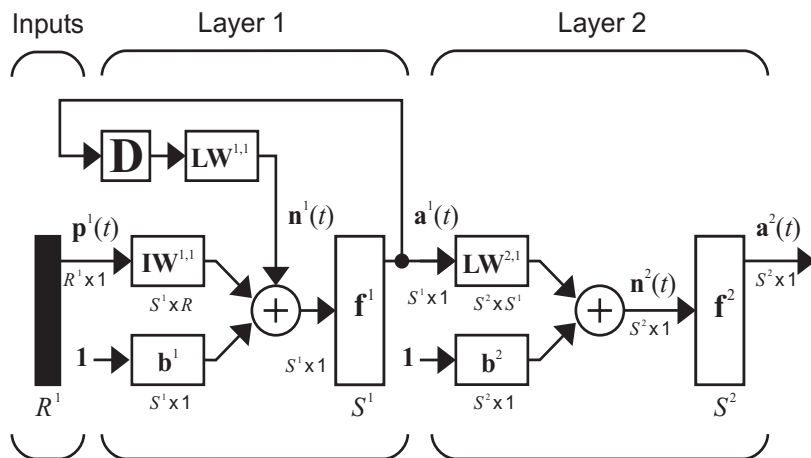 Inputs Layer 1 Layer 2
D LW¹,¹
p¹(t) n¹(t) a¹(t) a²(t)
IW¹,¹ LW²,¹ n²(t)
R¹ x 1 S¹ x R S¹ x 1 S² x S¹ S² x 1
f¹ f²
S² x 1
1 b¹ S¹ x 1 1 b²
S¹ x 1 S² x 1
R¹ S¹ S²